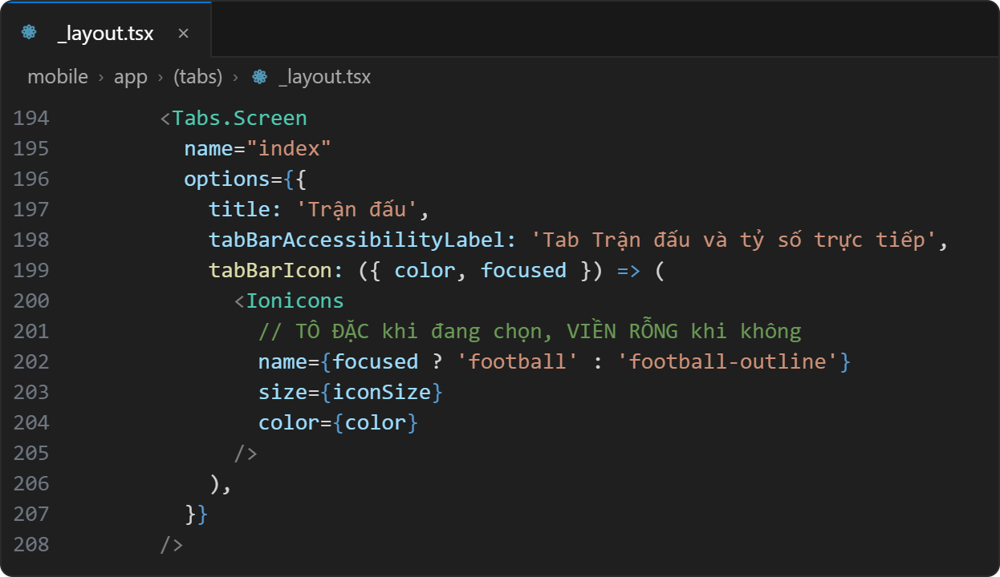 _layout.tsx ×
mobile › app › (tabs) › _layout.tsx
194 <Tabs.Screen
195 name="index"
196 options={{
197 title: 'Trận đấu',
198 tabBarAccessibilityLabel: 'Tab Trận đấu và tỷ số trực tiếp',
199 tabBarIcon: ({ color, focused }) => (
200 <Ionicons
201 // TÔ ĐẶC khi đang chọn, VIỀN RỖNG khi không
202 name={focused ? 'football' : 'football-outline'}
203 size={iconSize}
204 color={color}
205 />
206 ),
207 }}
208 />